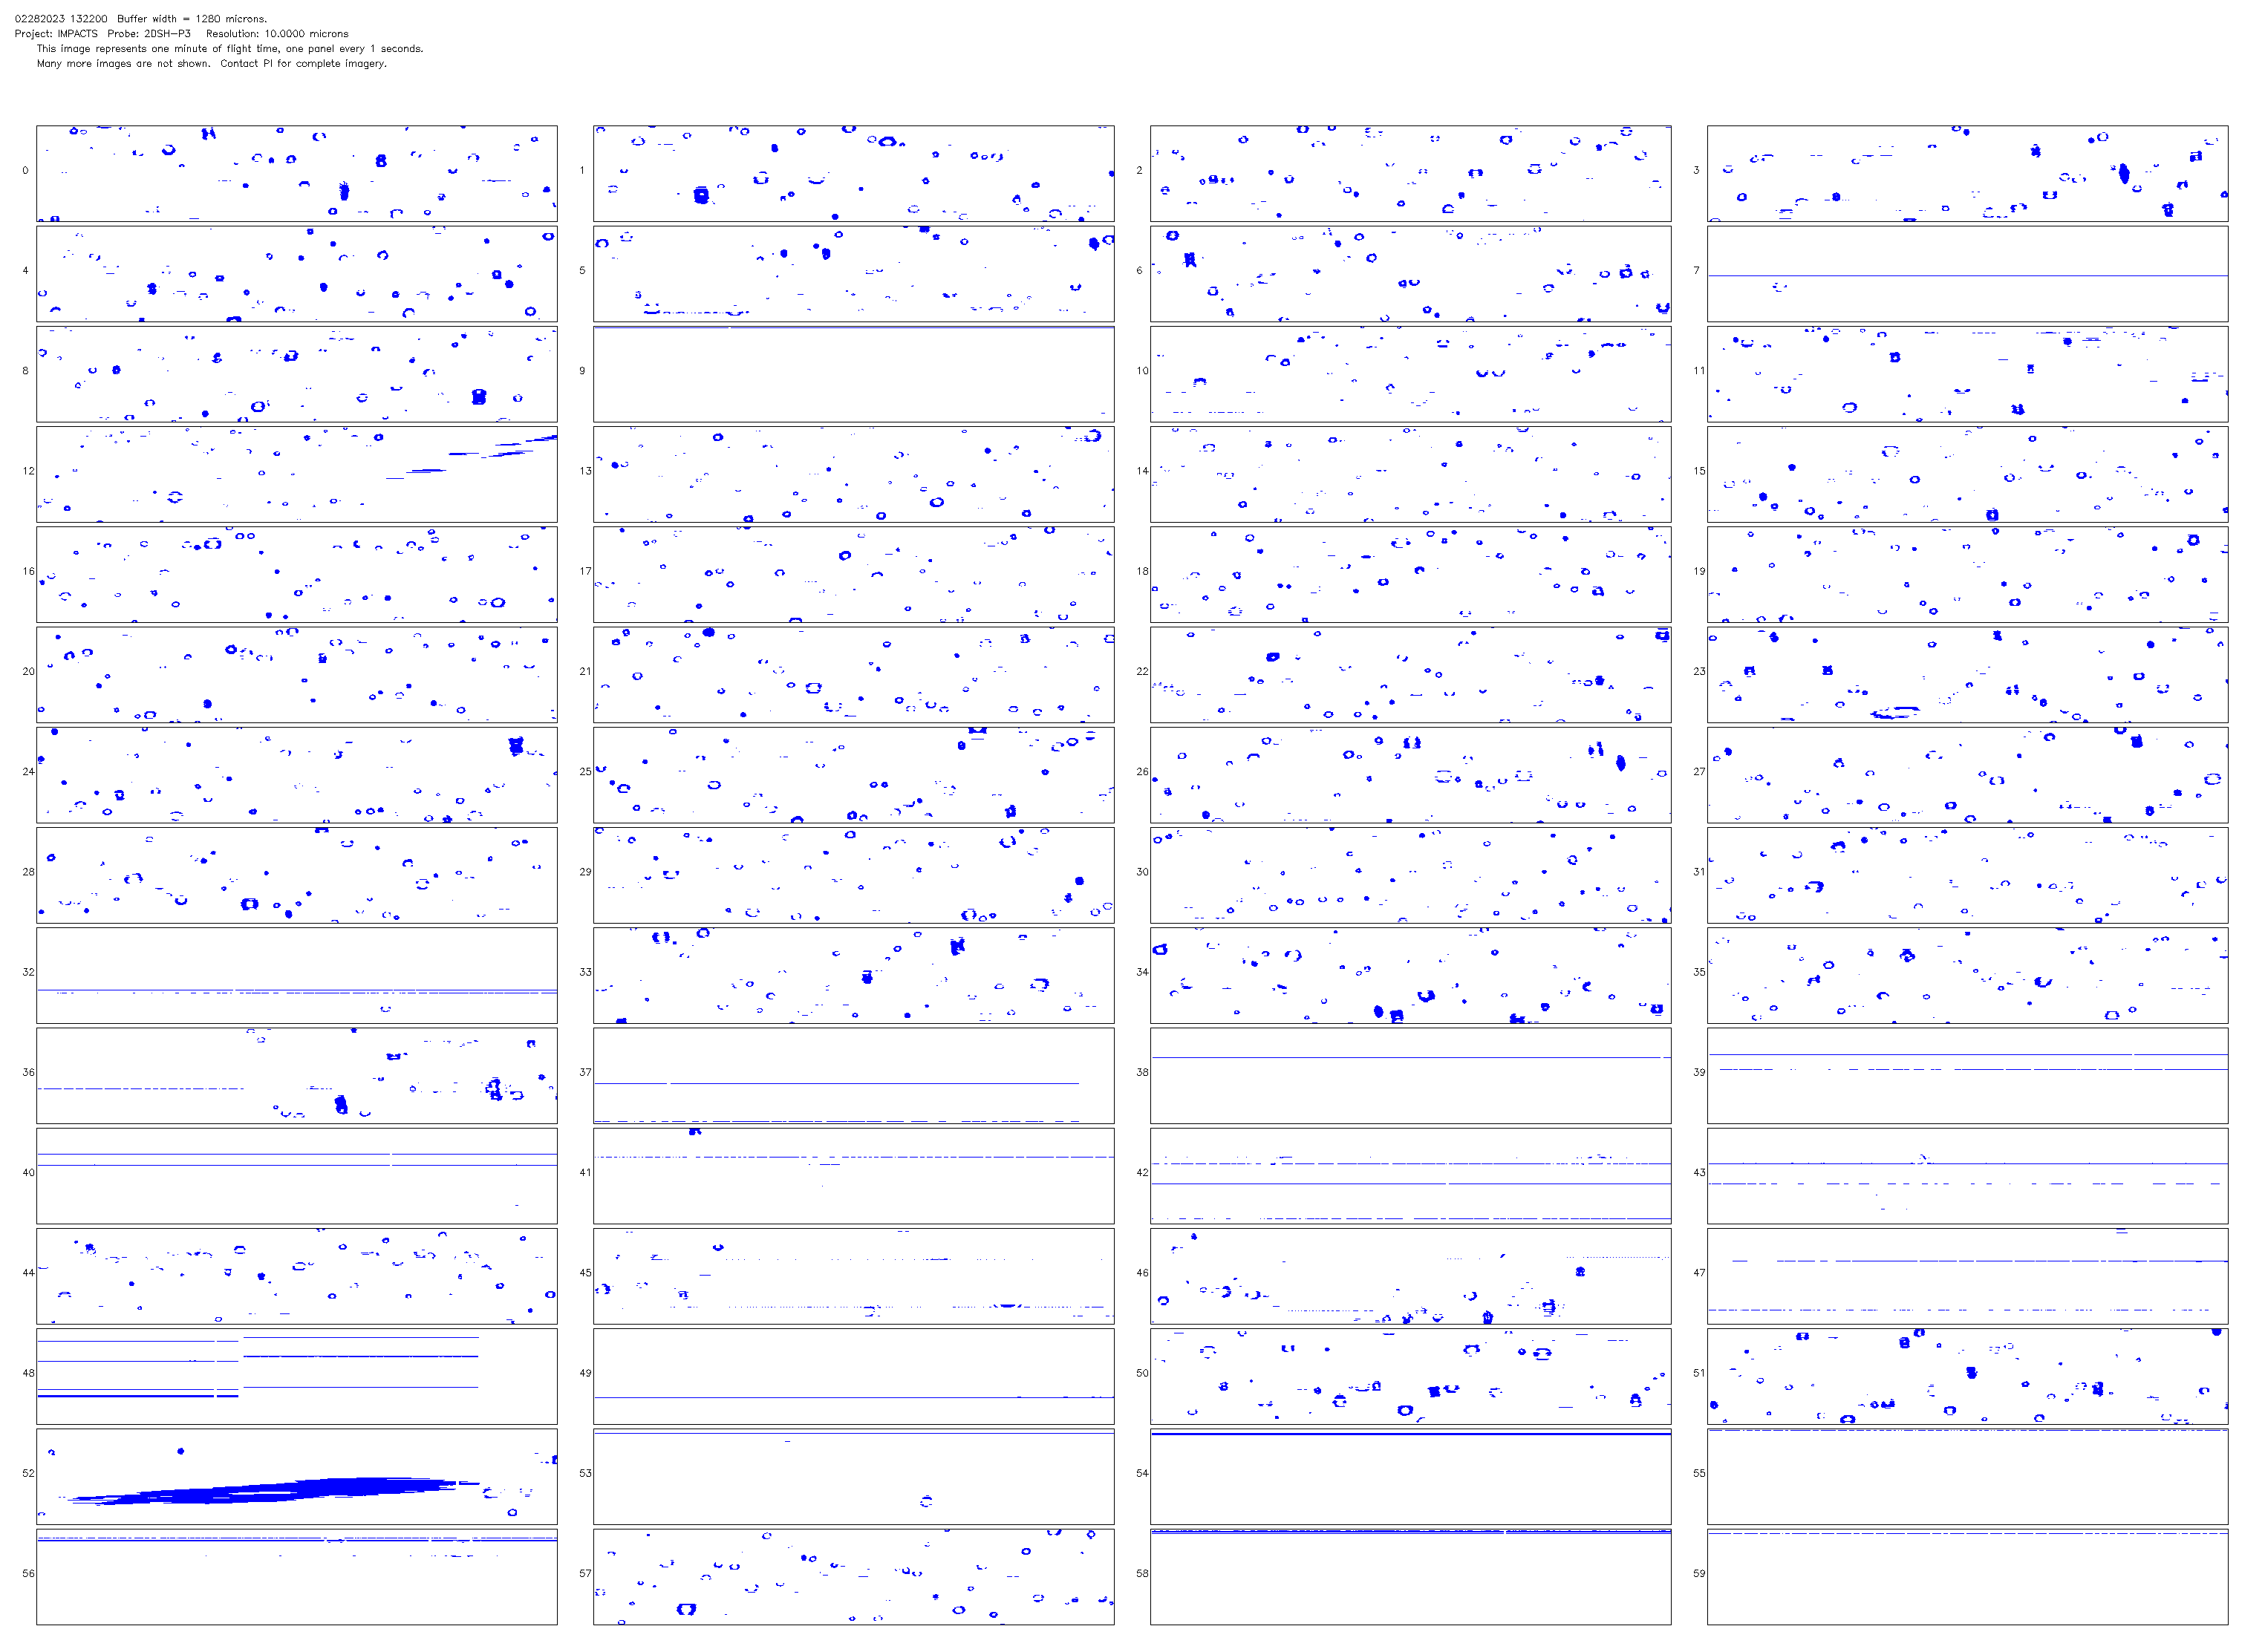 02282023 132200  Buffer width = 1280 microns.
Project: IMPACTS  Probe: 2DSH-P3    Resolution: 10.0000 microns
This image represents one minute of flight time, one panel every 1 seconds.
Many more images are not shown.  Contact PI for complete imagery.
0 1 2 3
4 5 6 7
8 9 10 11
12 13 14 15
16 17 18 19
20 21 22 23
24 25 26 27
28 29 30 31
32 33 34 35
36 37 38 39
40 41 42 43
44 45 46 47
48 49 50 51
52 53 54 55
56 57 58 59